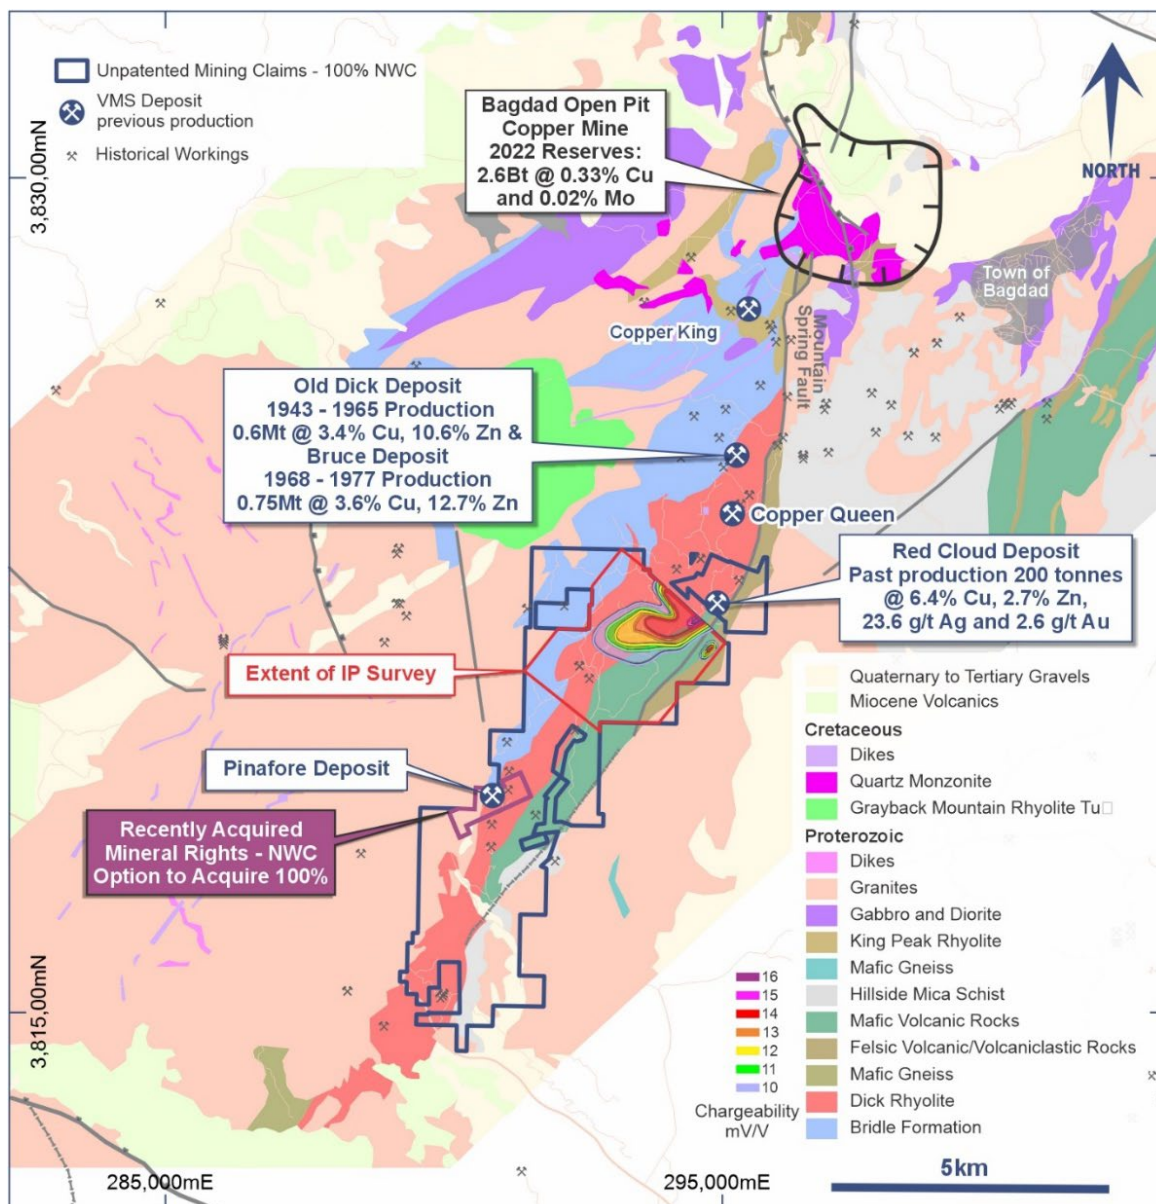 Unpatented Mining Claims - 100% NWC
VMS Deposit
previous production
Historical Workings
Bagdad Open Pit
Copper Mine
2022 Reserves:
2.6Bt @ 0.33% Cu
and 0.02% Mo
NORTH
3,830,00mN
Town of
Bagdad
Copper King
Mountain
Spring Fault
Old Dick Deposit
1943 - 1965 Production
0.6Mt @ 3.4% Cu, 10.6% Zn &
Bruce Deposit
1968 - 1977 Production
0.75Mt @ 3.6% Cu, 12.7% Zn
Copper Queen
Red Cloud Deposit
Past production 200 tonnes
@ 6.4% Cu, 2.7% Zn,
23.6 g/t Ag and 2.6 g/t Au
Extent of IP Survey
Pinafore Deposit
Recently Acquired
Mineral Rights - NWC
Option to Acquire 100%
Quaternary to Tertiary Gravels
Miocene Volcanics
Cretaceous
Dikes
Quartz Monzonite
Grayback Mountain Rhyolite Tu□
Proterozoic
Dikes
Granites
Gabbro and Diorite
King Peak Rhyolite
Mafic Gneiss
Hillside Mica Schist
Mafic Volcanic Rocks
Felsic Volcanic/Volcaniclastic Rocks
Mafic Gneiss
Dick Rhyolite
Bridle Formation
16
15
14
13
12
11
10
Chargeability
mV/V
3,815,00mN
285,000mE
295,000mE
5km